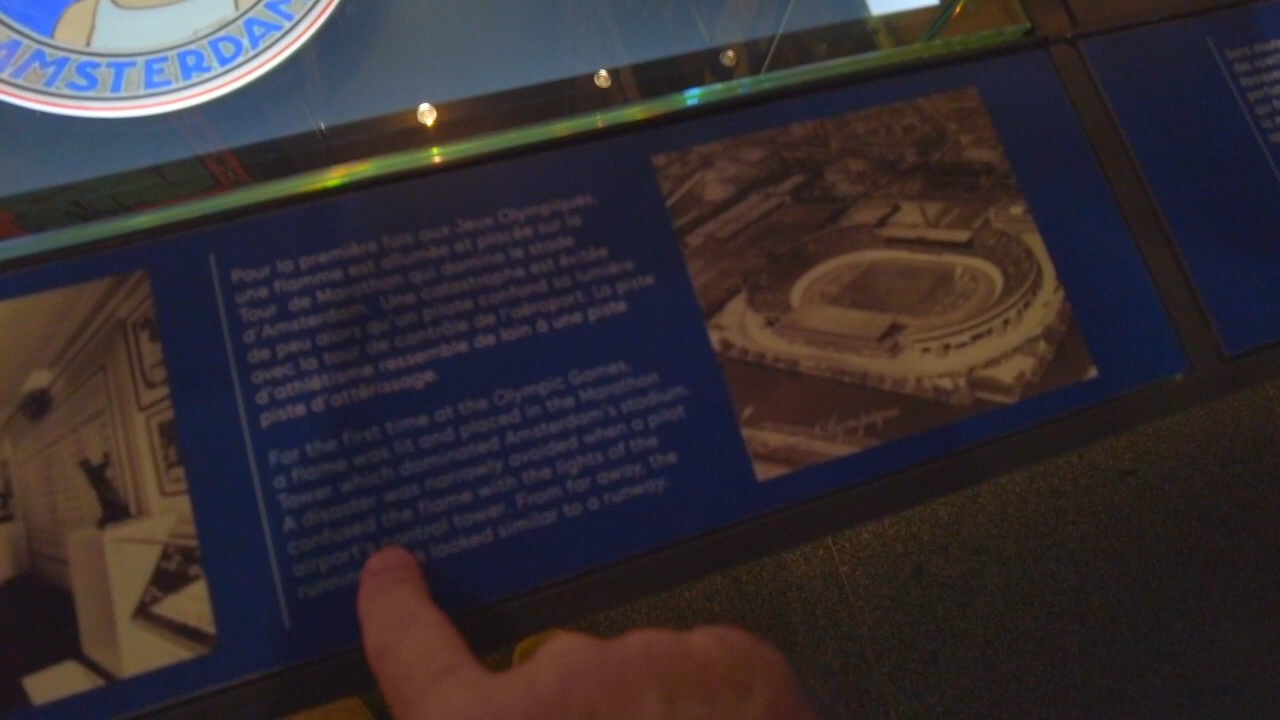 AMSTERDAM
Pour la première fois aux Jeux Olympiques,
une flamme est allumée et placée sur la
Tour de Marathon qui domine le stade
d'Amsterdam. Une catastrophe est évitée
de peu alors qu'un pilote confond sa lumière
avec la tour de contrôle de l'aéroport. La piste
d'athlétisme ressemble de loin à une piste
piste d'atterrissage.
For the first time at the Olympic Games,
a flame was lit and placed in the Marathon
Tower which dominated Amsterdam's stadium.
A disaster was narrowly avoided when a pilot
confused the flame with the lights of the
airport's control tower. From far away, the
looked similar to a runway.